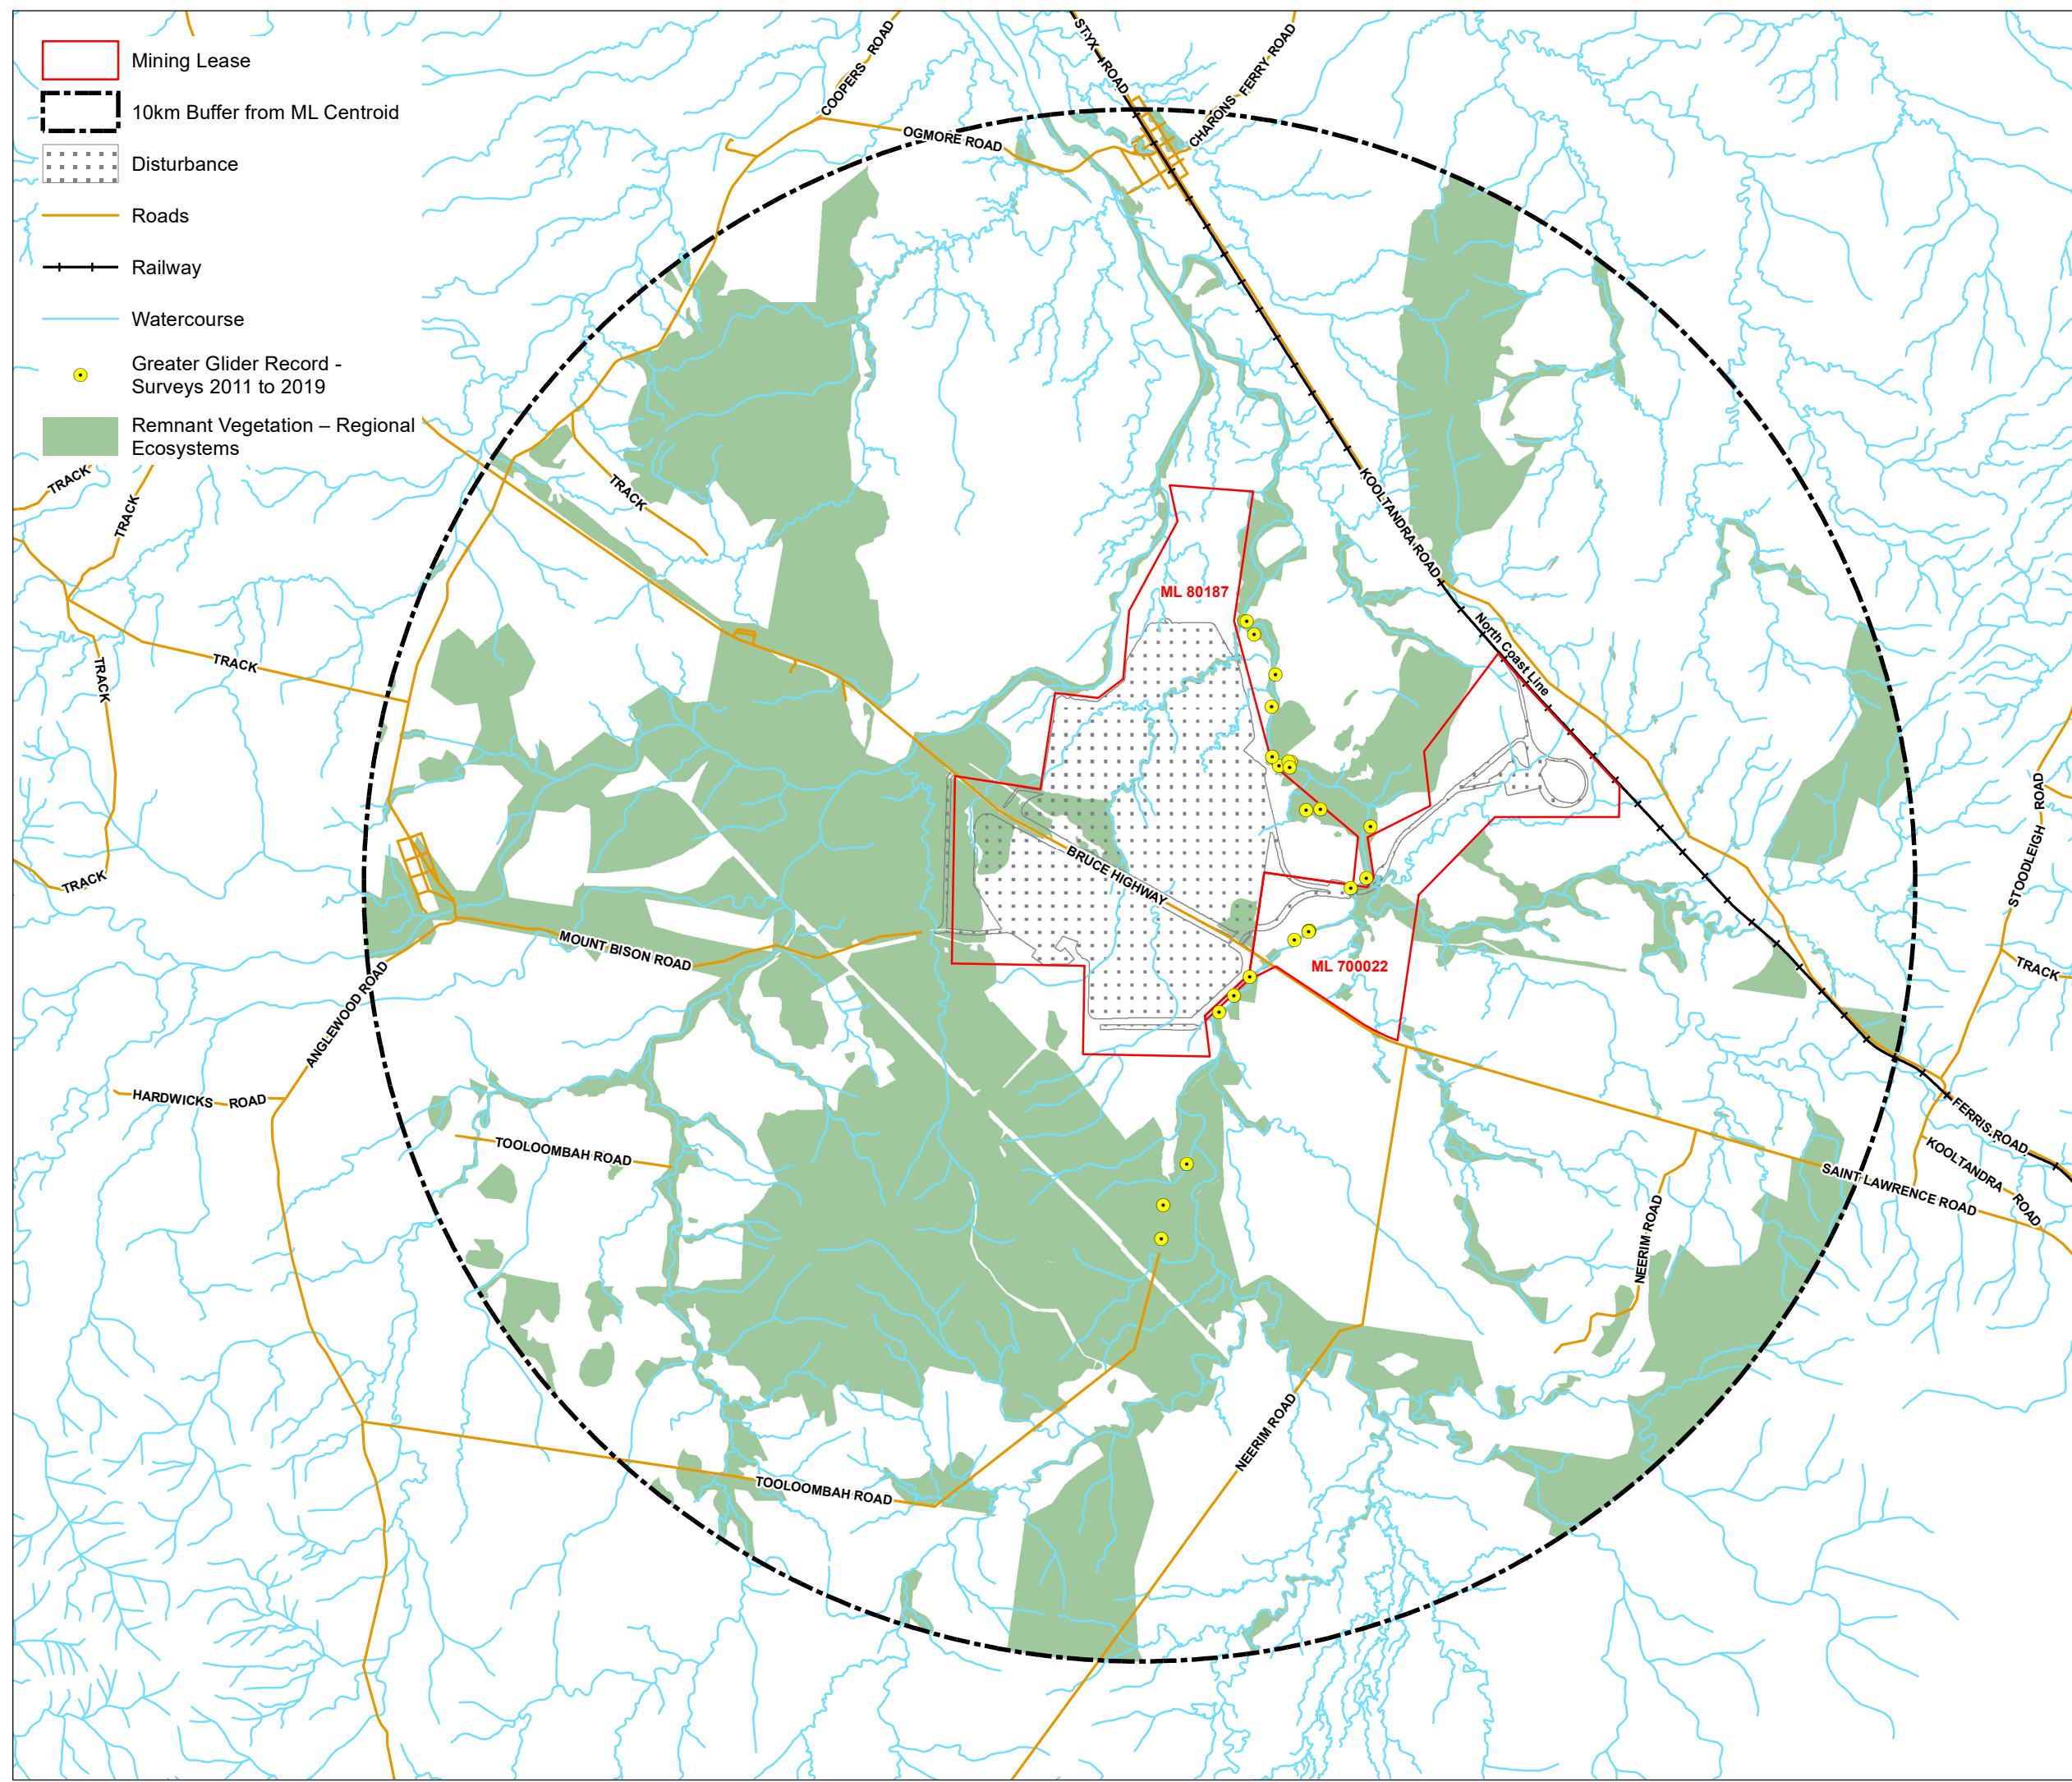 Mining Lease
10km Buffer from ML Centroid
Disturbance
Roads
Railway
Watercourse
Greater Glider Record -
Surveys 2011 to 2019
Remnant Vegetation – Regional
Ecosystems
COOPERS ROAD
STYX ROAD
CHARONS FERRY ROAD
OGMORE ROAD
TRACK
TRACK
TRACK
KOOLTANDRA ROAD
ML 80187
North Coast Line
TRACK
TRACK
TRACK
BRUCE HIGHWAY
STOODLEIGH ROAD
MOUNT BISON ROAD
ML 700022
TRACK
ANGLEWOOD ROAD
HARDWICKS ROAD
TOOLOOMBAH ROAD
FERRIS ROAD
KOOLTANDRA ROAD
SAINT LAWRENCE ROAD
NEERIM ROAD
NEERIM ROAD
TOOLOOMBAH ROAD